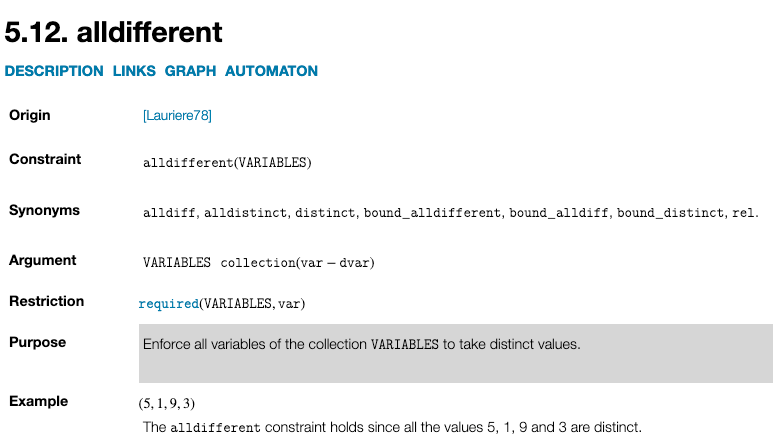 5.12. alldifferent
DESCRIPTION LINKS GRAPH AUTOMATON
Origin [Lauriere78]
Constraint alldifferent(VARIABLES)
Synonyms alldiff, alldistinct, distinct, bound_alldifferent, bound_alldiff, bound_distinct, rel.
Argument VARIABLES collection(var − dvar)
Restriction required(VARIABLES, var)
Purpose Enforce all variables of the collection VARIABLES to take distinct values.
Example (5, 1, 9, 3)
The alldifferent constraint holds since all the values 5, 1, 9 and 3 are distinct.